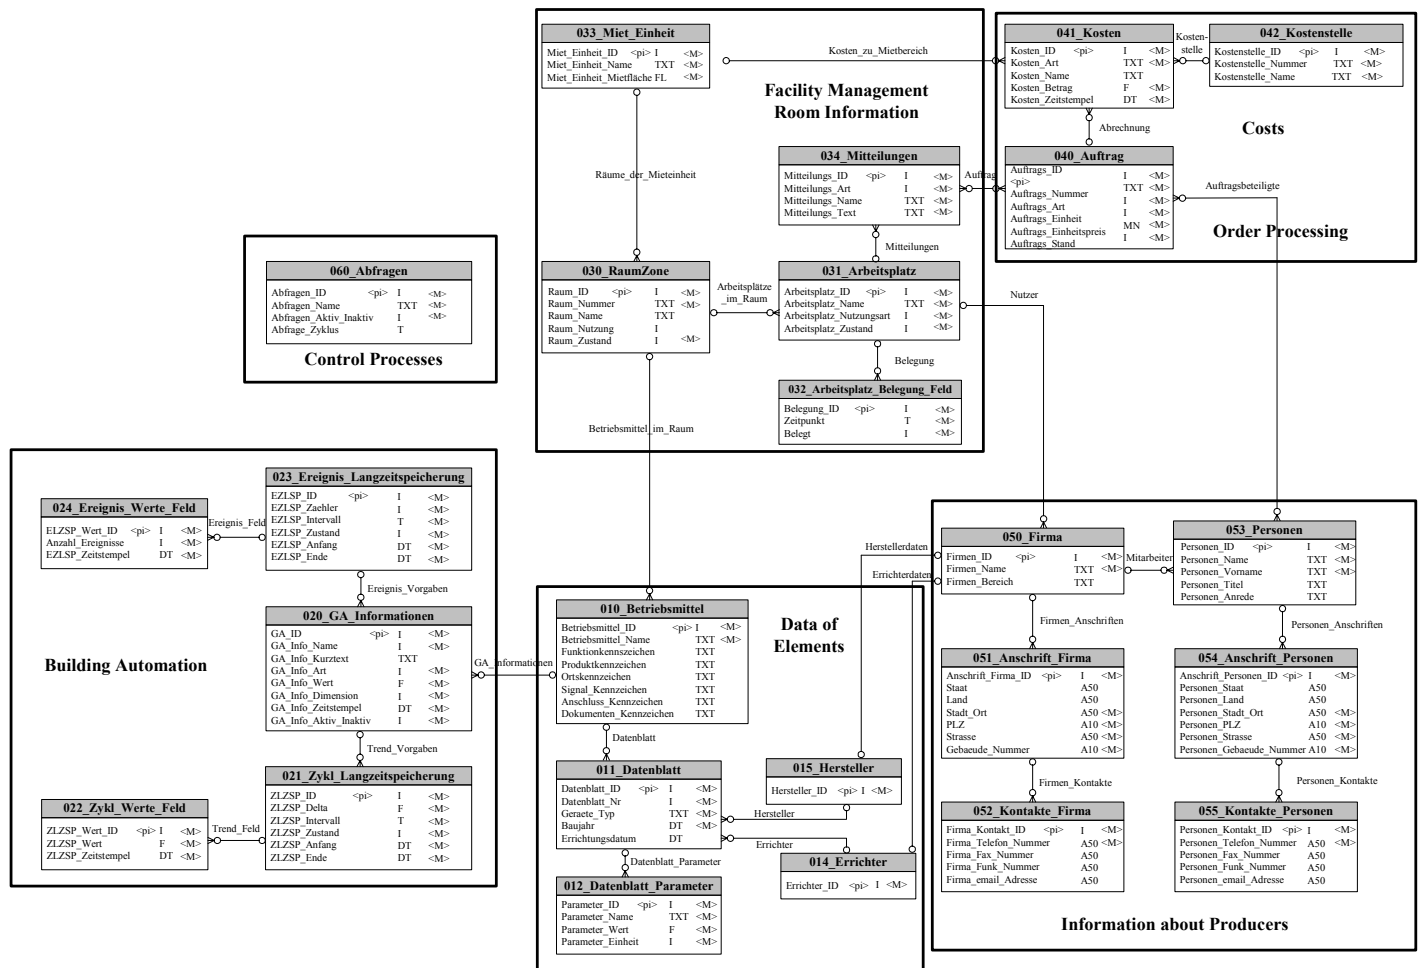 033_Miet_Einheit
Miet_Einheit_ID <pi> I <M>
Miet_Einheit_Name TXT <M>
Miet_Einheit_Mietfläche FL <M>
Kosten_zu_Mietbereich
Facility Management
Room Information
041_Kosten
Kosten_ID <pi> I <M>
Kosten_Art TXT <M>
Kosten_Name TXT
Kosten_Betrag F <M>
Kosten_Zeitstempel DT <M>
Kosten-
stelle
042_Kostenstelle
Kostenstelle_ID <pi> I <M>
Kostenstelle_Nummer TXT <M>
Kostenstelle_Name TXT <M>
Abrechnung
Costs
034_Mitteilungen
Mitteilungs_ID <pi> I <M>
Mitteilungs_Art I <M>
Mitteilungs_Name TXT <M>
Mitteilungs_Text TXT <M>
Auftrag
040_Auftrag
Auftrags_ID I <M>
<pi>
Auftrags_Nummer TXT <M>
Auftrags_Art I <M>
Auftrags_Einheit I <M>
Auftrags_Einheitspreis MN <M>
Auftrags_Stand I <M>
Auftragsbeteiligte
Order Processing
Räume_der_Mieteinheit
Mitteilungen
060_Abfragen
Abfragen_ID <pi> I <M>
Abfragen_Name TXT <M>
Abfragen_Aktiv_Inaktiv I <M>
Abfrage_Zyklus T
Control Processes
030_RaumZone
Raum_ID <pi> I <M>
Raum_Nummer TXT <M>
Raum_Name TXT
Raum_Nutzung I
Raum_Zustand I <M>
Arbeitsplätze
_im_Raum
031_Arbeitsplatz
Arbeitsplatz_ID <pi> I <M>
Arbeitsplatz_Name TXT <M>
Arbeitsplatz_Nutzungsart I <M>
Arbeitsplatz_Zustand I <M>
Nutzer
Belegung
032_Arbeitsplatz_Belegung_Feld
Belegung_ID <pi> I <M>
Zeitpunkt T <M>
Belegt I <M>
Betriebsmittel_im_Raum
023_Ereignis_Langzeitspeicherung
EZLSP_ID <pi> I <M>
EZLSP_Zaehler I <M>
EZLSP_Intervall T <M>
EZLSP_Zustand I <M>
EZLSP_Anfang DT <M>
EZLSP_Ende DT <M>
024_Ereignis_Werte_Feld
ELZSP_Wert_ID <pi> I <M>
Anzahl_Ereignisse I <M>
EZLSP_Zeitstempel DT <M>
Ereignis_Feld
Ereignis_Vorgaben
020_GA_Informationen
GA_ID <pi> I <M>
GA_Info_Name I <M>
GA_Info_Kurztext TXT
GA_Info_Art I <M>
GA_Info_Wert F <M>
GA_Info_Dimension I <M>
GA_Info_Zeitstempel DT <M>
GA_Info_Aktiv_Inaktiv I <M>
Building Automation
GA_Informationen
Trend_Vorgaben
021_Zykl_Langzeitspeicherung
ZLZSP_ID <pi> I <M>
ZLZSP_Delta F <M>
ZLZSP_Intervall T <M>
ZLZSP_Zustand I <M>
ZLZSP_Anfang DT <M>
ZLZSP_Ende DT <M>
022_Zykl_Werte_Feld
ZLZSP_Wert_ID <pi> I <M>
ZLZSP_Wert F <M>
ZLZSP_Zeitstempel DT <M>
Trend_Feld
010_Betriebsmittel
Betriebsmittel_ID <pi> I <M>
Betriebsmittel_Name TXT <M>
Funktionkennszeichen TXT
Produktkennzeichen TXT
Ortskennzeichen TXT
Signal_Kennzeichen TXT
Anschluss_Kennzeichen TXT
Dokumenten_Kennzeichen TXT
Data of
Elements
Datenblatt
011_Datenblatt
Datenblatt_ID <pi> I <M>
Datenblatt_Nr I <M>
Geraete_Typ TXT <M>
Baujahr DT <M>
Errichtungsdatum DT
Datenblatt_Parameter
012_Datenblatt_Parameter
Parameter_ID <pi> I <M>
Parameter_Name TXT <M>
Parameter_Wert F <M>
Parameter_Einheit I <M>
015_Hersteller
Hersteller_ID <pi> I <M>
Hersteller
Errichter
014_Errichter
Errichter_ID <pi> I <M>
Herstellerdaten
Errichterdaten
050_Firma
Firmen_ID <pi> I <M>
Firmen_Name TXT <M>
Firmen_Bereich TXT
Mitarbeiter
053_Personen
Personen_ID <pi> I <M>
Personen_Name TXT <M>
Personen_Vorname TXT <M>
Personen_Titel TXT
Personen_Anrede TXT
Firmen_Anschriften
Personen_Anschriften
051_Anschrift_Firma
Anschrift_Firma_ID <pi> I <M>
Staat A50
Land A50
Stadt_Ort A50 <M>
PLZ A10 <M>
Strasse A50 <M>
Gebaeude_Nummer A10 <M>
054_Anschrift_Personen
Anschrift_Personen_ID <pi> I <M>
Personen_Staat A50
Personen_Land A50
Personen_Stadt_Ort A50 <M>
Personen_PLZ A10 <M>
Personen_Strasse A50 <M>
Personen_Gebaeude_Nummer A10 <M>
Firmen_Kontakte
Personen_Kontakte
052_Kontakte_Firma
Firma_Kontakt_ID <pi> I <M>
Firma_Telefon_Nummer A50 <M>
Firma_Fax_Nummer A50
Firma_Funk_Nummer A50
Firma_email_Adresse A50
055_Kontakte_Personen
Personen_Kontakt_ID <pi> I <M>
Personen_Telefon_Nummer A50 <M>
Personen_Fax_Nummer A50
Personen_Funk_Nummer A50
Personen_email_Adresse A50
Information about Producers